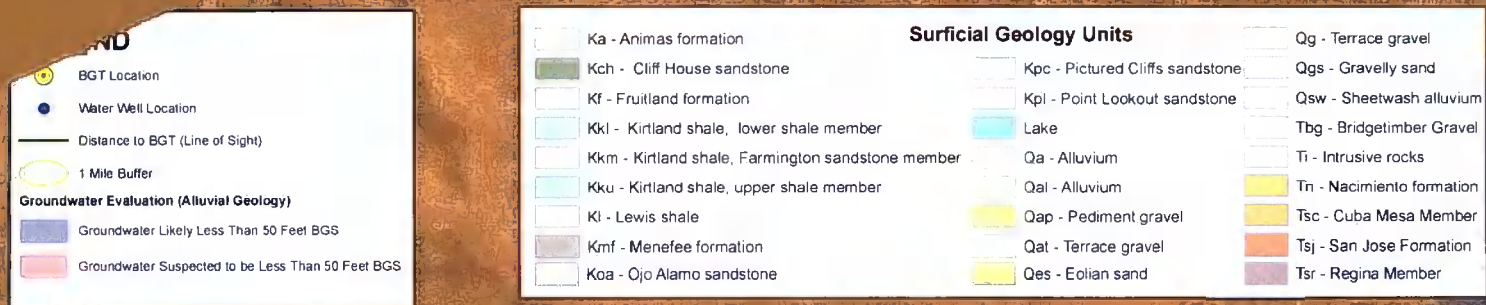 BGT Location
Water Well Location
Distance to BGT (Line of Sight)
1 Mile Buffer
Groundwater Evaluation (Alluvial Geology)
Groundwater Likely Less Than 50 Feet BGS
Groundwater Suspected to be Less Than 50 Feet BGS
Surficial Geology Units
Ka - Animas formation
Kch - Cliff House sandstone
Kf - Fruitland formation
Kkl - Kirtland shale, lower shale member
Kkm - Kirtland shale, Farmington sandstone member
Kku - Kirtland shale, upper shale member
Kl - Lewis shale
Kmf - Menefee formation
Koa - Ojo Alamo sandstone
Kpc - Pictured Cliffs sandstone
Kpl - Point Lookout sandstone
Lake
Qa - Alluvium
Qal - Alluvium
Qap - Pediment gravel
Qat - Terrace gravel
Qes - Eolian sand
Qg - Terrace gravel
Qgs - Gravelly sand
Qsw - Sheetwash alluvium
Tbg - Bridgetimber Gravel
Ti - Intrusive rocks
Tn - Nacimiento formation
Tsc - Cuba Mesa Member
Tsj - San Jose Formation
Tsr - Regina Member